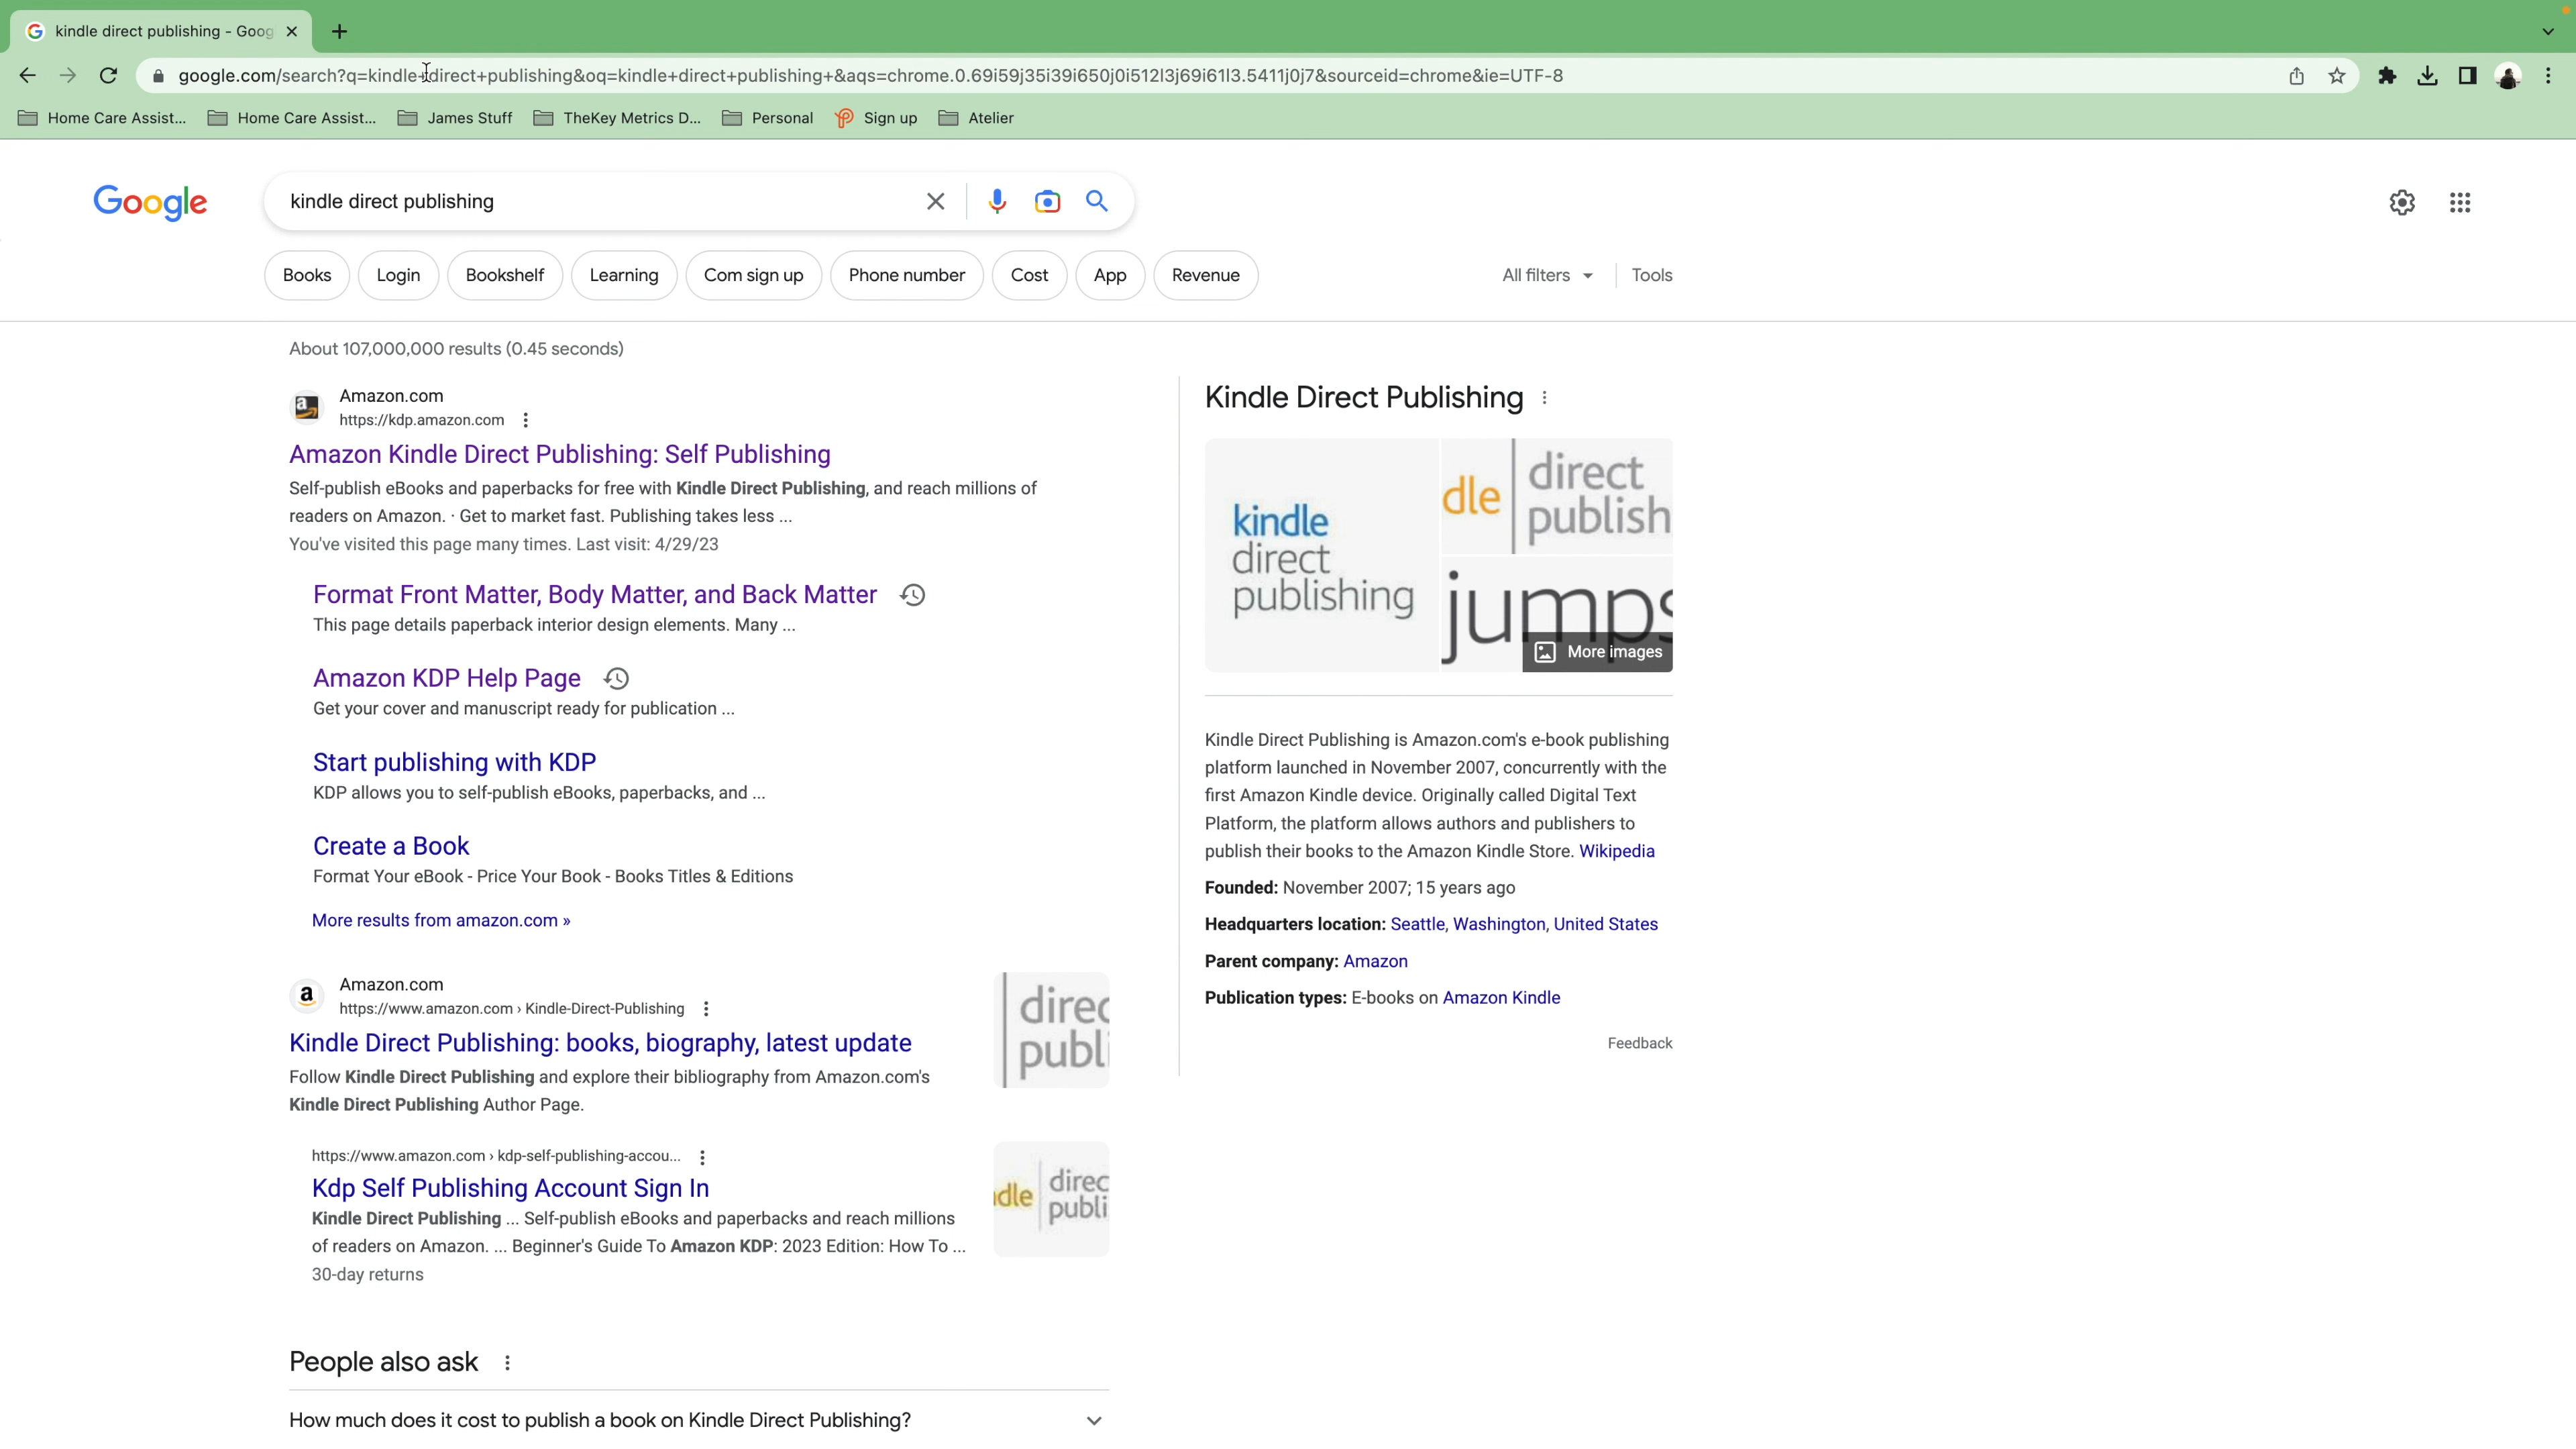 kindle direct publishing - Goog
google.com/search?q=kindle+direct+publishing&oq=kindle+direct+publishing+&aqs=chrome.0.69i59j35i39i650j0i512l3j69i61l3.5411j0j7&sourceid=chrome&ie=UTF-8
Home Care Assist...
Home Care Assist...
James Stuff
TheKey Metrics D...
Personal
Sign up
Atelier
Google
kindle direct publishing
Books
Login
Bookshelf
Learning
Com sign up
Phone number
Cost
App
Revenue
All filters
Tools
About 107,000,000 results (0.45 seconds)
Amazon.com
https://kdp.amazon.com
Amazon Kindle Direct Publishing: Self Publishing
Self-publish eBooks and paperbacks for free with Kindle Direct Publishing, and reach millions of
readers on Amazon. · Get to market fast. Publishing takes less ...
You've visited this page many times. Last visit: 4/29/23
Format Front Matter, Body Matter, and Back Matter
This page details paperback interior design elements. Many ...
Amazon KDP Help Page
Get your cover and manuscript ready for publication ...
Start publishing with KDP
KDP allows you to self-publish eBooks, paperbacks, and ...
Create a Book
Format Your eBook - Price Your Book - Books Titles & Editions
More results from amazon.com »
Amazon.com
https://www.amazon.com › Kindle-Direct-Publishing
Kindle Direct Publishing: books, biography, latest update
Follow Kindle Direct Publishing and explore their bibliography from Amazon.com's
Kindle Direct Publishing Author Page.
direc
publi
https://www.amazon.com › kdp-self-publishing-accou...
Kdp Self Publishing Account Sign In
Kindle Direct Publishing ... Self-publish eBooks and paperbacks and reach millions
of readers on Amazon. ... Beginner's Guide To Amazon KDP: 2023 Edition: How To ...
30-day returns
dle direc
publi
People also ask
How much does it cost to publish a book on Kindle Direct Publishing?
Kindle Direct Publishing
kindle
direct
publishing
dle direct
publish
jumps
More images
Kindle Direct Publishing is Amazon.com's e-book publishing
platform launched in November 2007, concurrently with the
first Amazon Kindle device. Originally called Digital Text
Platform, the platform allows authors and publishers to
publish their books to the Amazon Kindle Store. Wikipedia
Founded: November 2007; 15 years ago
Headquarters location: Seattle, Washington, United States
Parent company: Amazon
Publication types: E-books on Amazon Kindle
Feedback